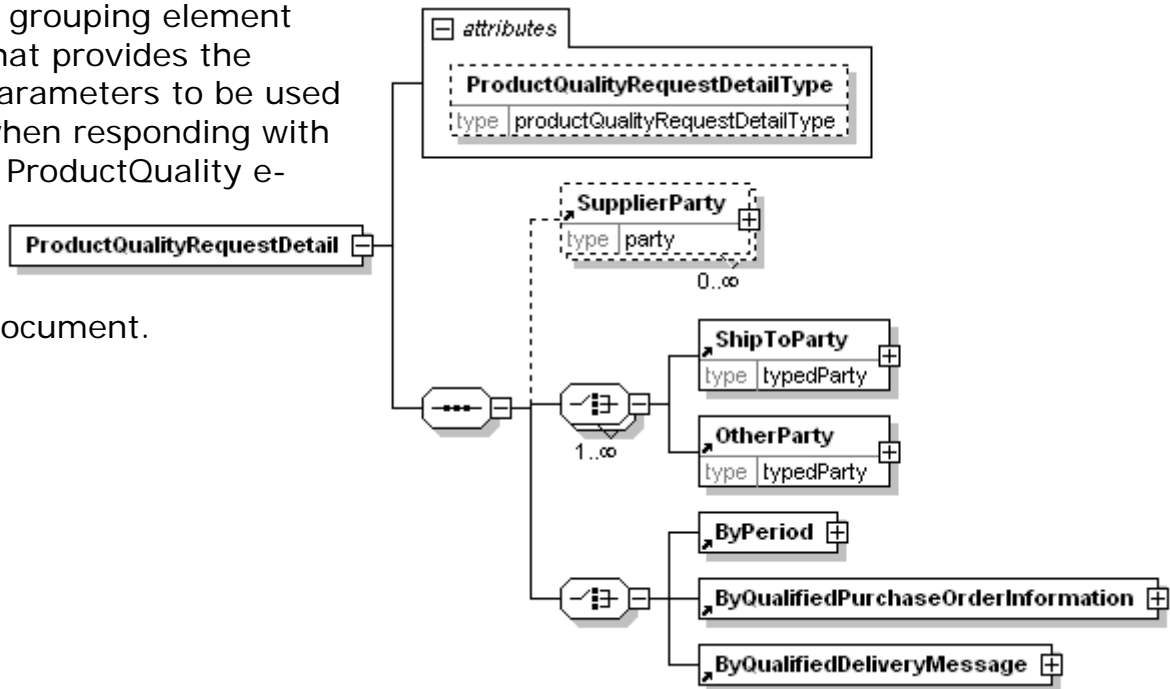 grouping element
hat provides the
arameters to be used
when responding with
ProductQuality e-
ocument.
attributes
ProductQualityRequestDetailType
type productQualityRequestDetailType
SupplierParty
type party
0..∞
ProductQualityRequestDetail
1..∞
ShipToParty
type typedParty
OtherParty
type typedParty
ByPeriod
ByQualifiedPurchaseOrderInformation
ByQualifiedDeliveryMessage